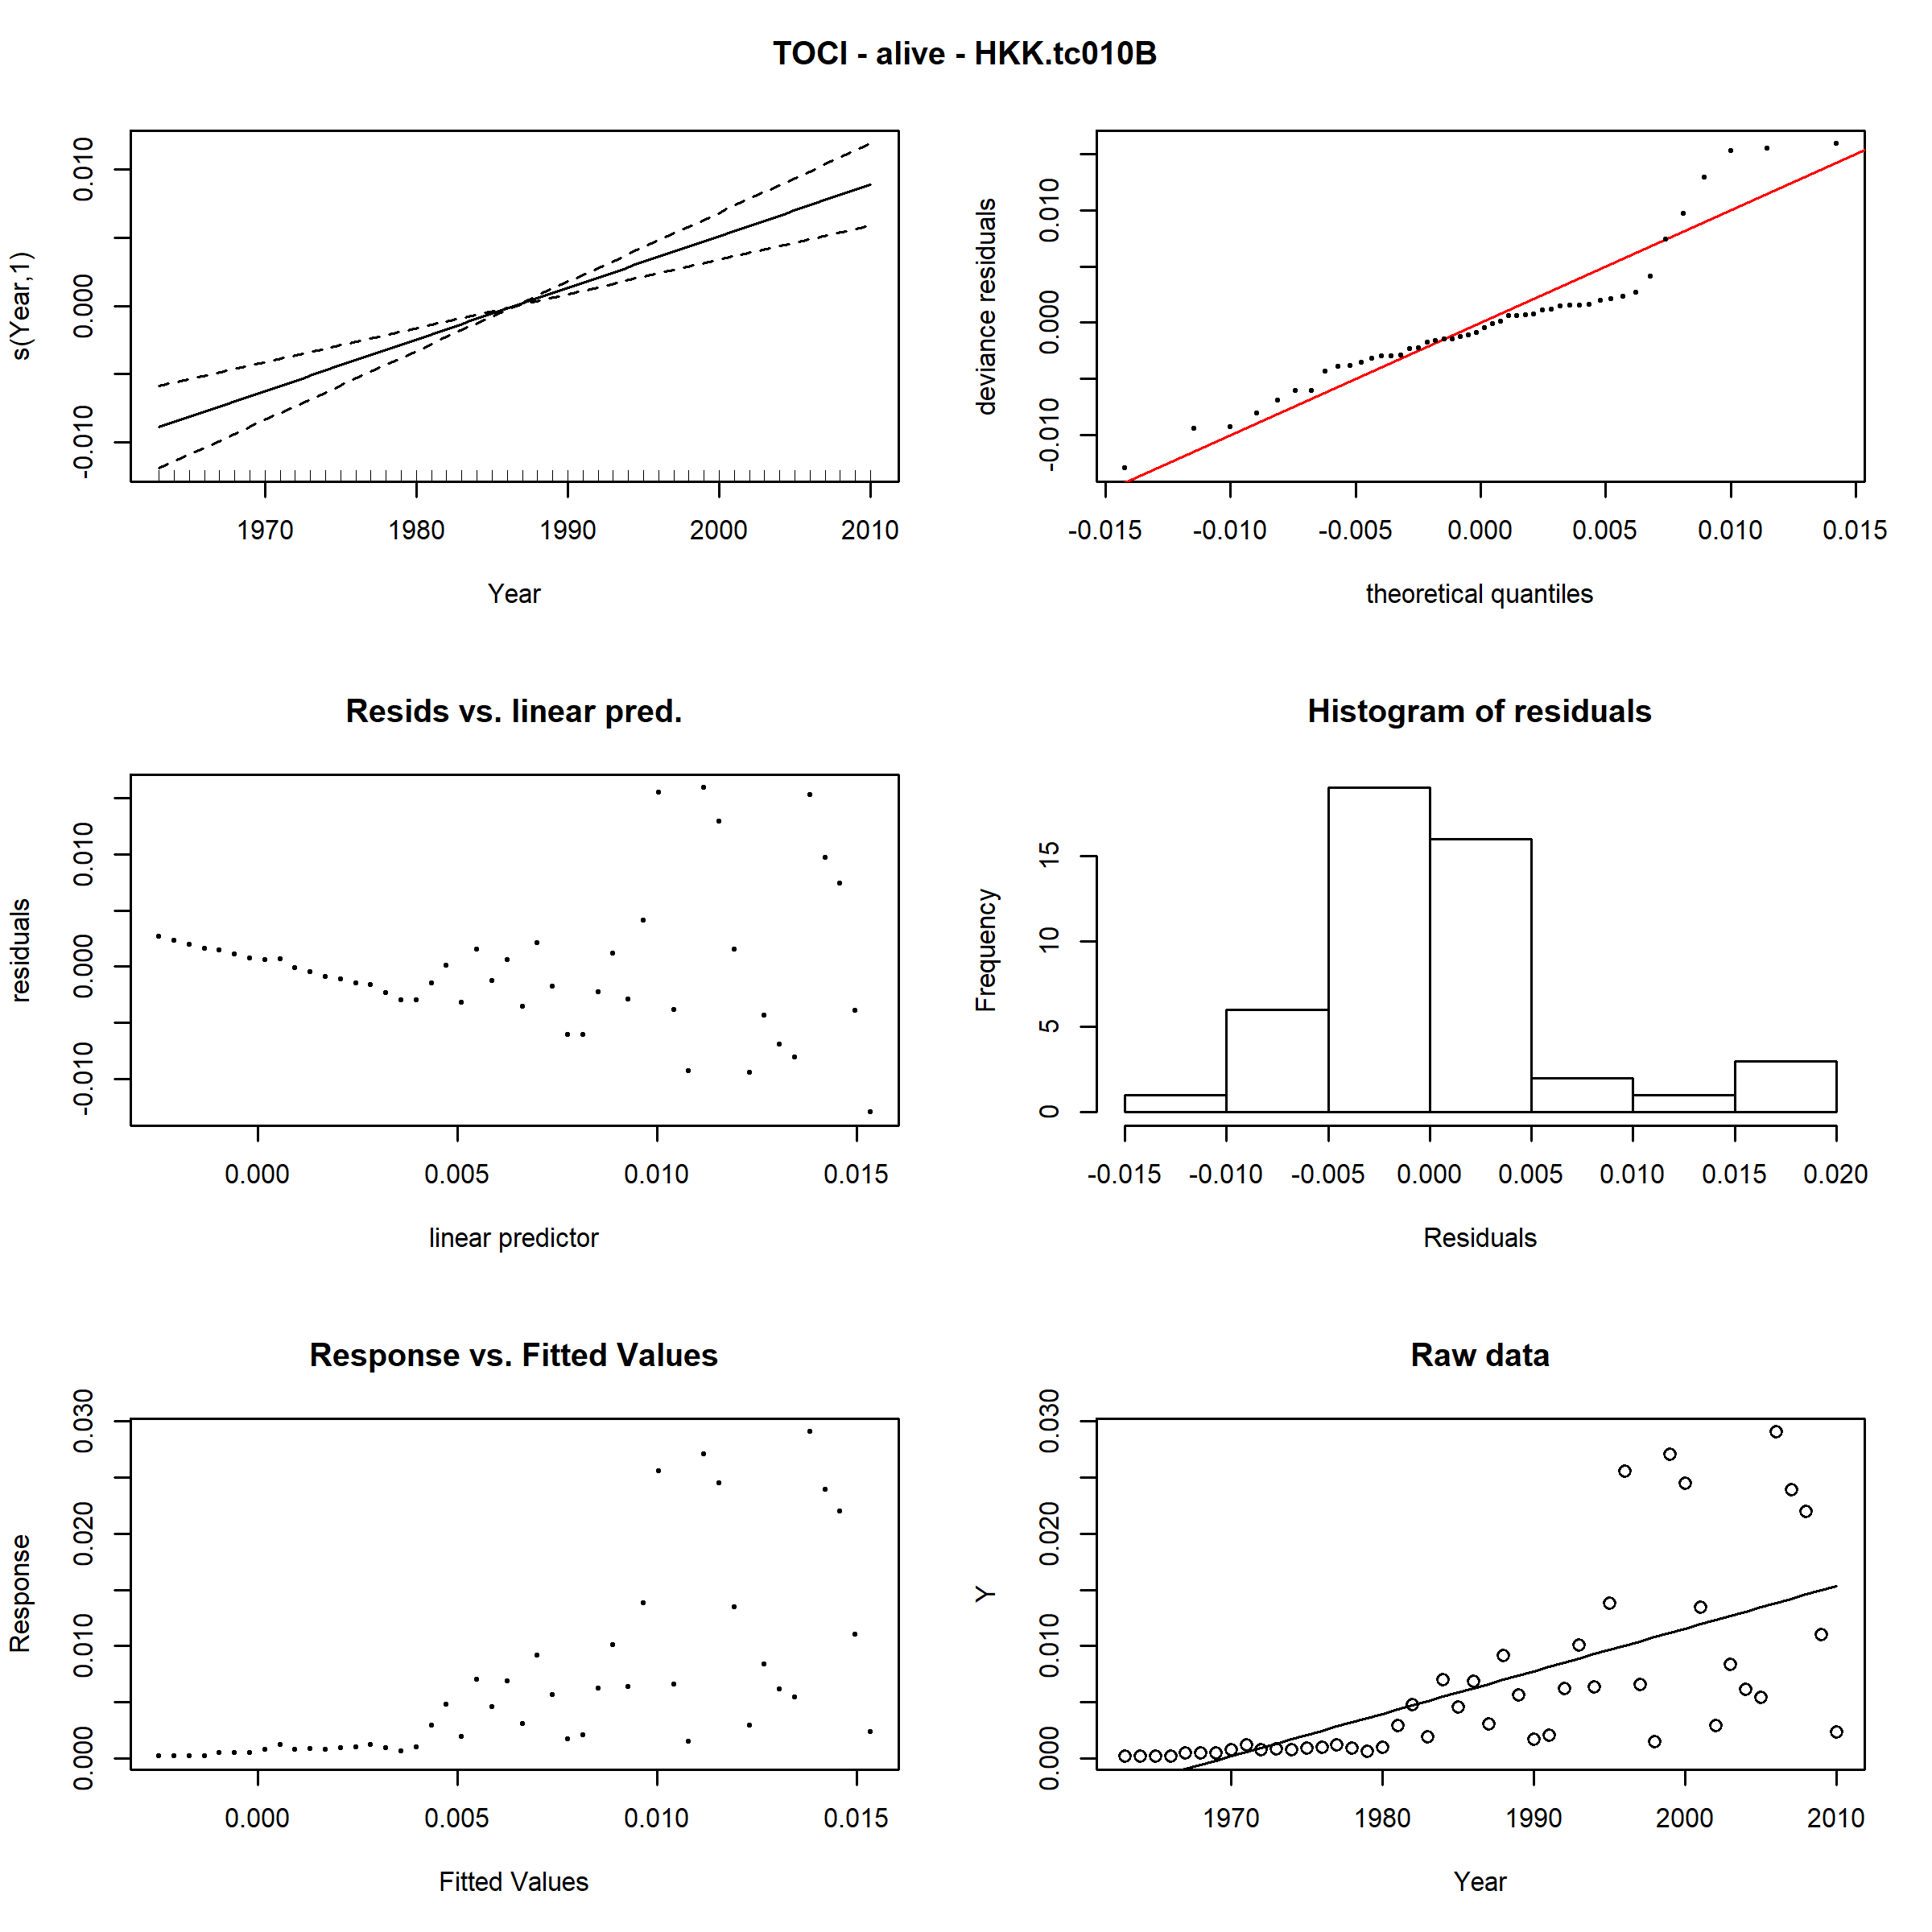 TOCI - alive - HKK.tc010B
s(Year,1)
-0.010 0.000 0.010
1970 1980 1990 2000 2010
Year
deviance residuals
-0.010 0.000 0.010
-0.015 -0.010 -0.005 0.000 0.005 0.010 0.015
theoretical quantiles
Resids vs. linear pred.
residuals
-0.010 0.000 0.010
0.000 0.005 0.010 0.015
linear predictor
Histogram of residuals
Frequency
0 5 10 15
-0.015 -0.010 -0.005 0.000 0.005 0.010 0.015 0.020
Residuals
Response vs. Fitted Values
Response
0.000 0.010 0.020 0.030
0.000 0.005 0.010 0.015
Fitted Values
Raw data
Y
0.000 0.010 0.020 0.030
1970 1980 1990 2000 2010
Year